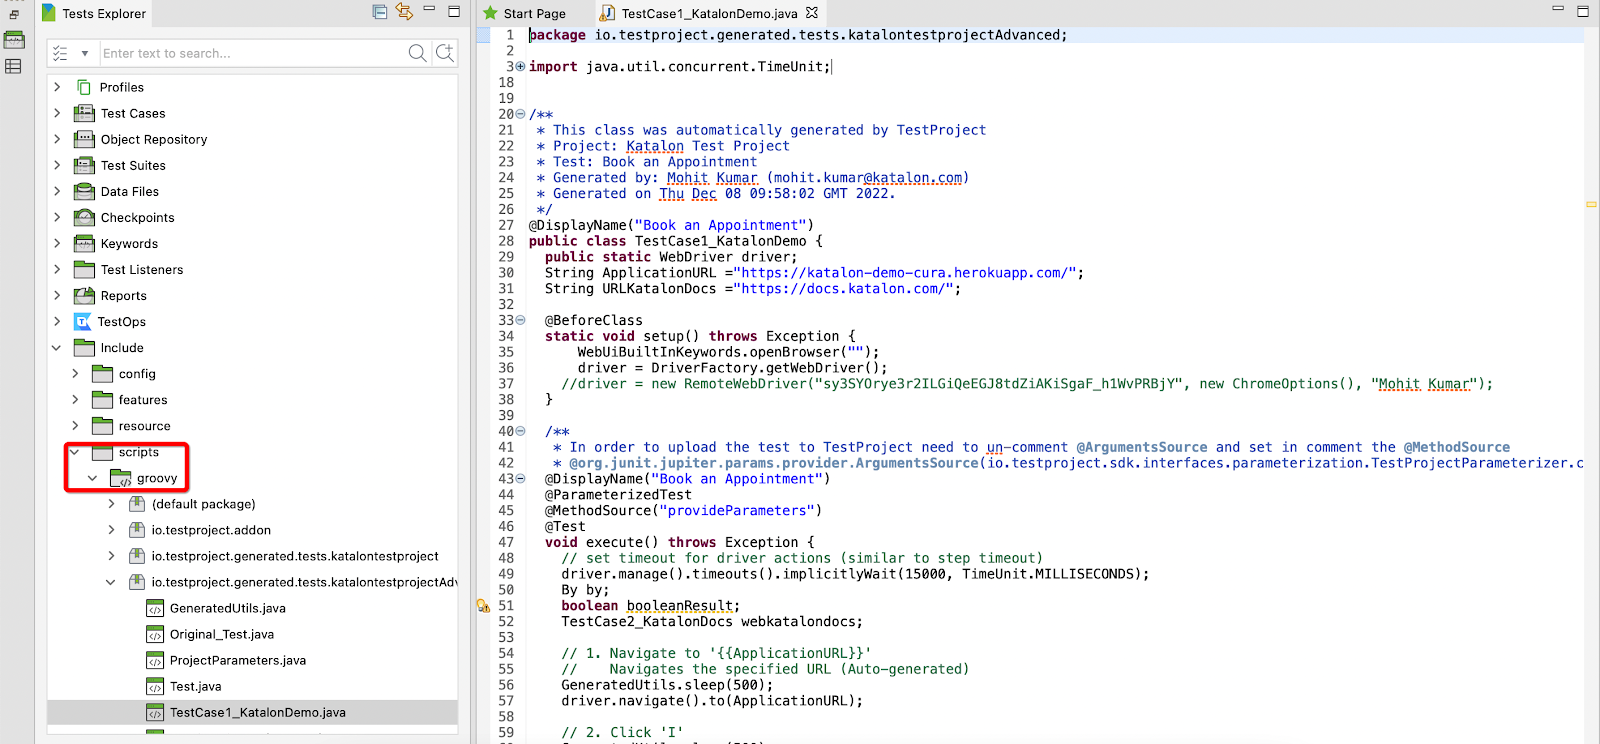 Tests Explorer
Enter text to search...
Profiles
Test Cases
Object Repository
Test Suites
Data Files
Checkpoints
Keywords
Test Listeners
Reports
TestOps
Include
config
features
resource
scripts
groovy
(default package)
io.testproject.addon
io.testproject.generated.tests.katalontestproject
io.testproject.generated.tests.katalontestprojectAdv
GeneratedUtils.java
Original_Test.java
ProjectParameters.java
Test.java
TestCase1_KatalonDemo.java
Start Page
TestCase1_KatalonDemo.java
1 package io.testproject.generated.tests.katalontestprojectAdvanced;
2
3 import java.util.concurrent.TimeUnit;
18
19
20 /**
21 * This class was automatically generated by TestProject
22 * Project: Katalon Test Project
23 * Test: Book an Appointment
24 * Generated by: Mohit Kumar (mohit.kumar@katalon.com)
25 * Generated on Thu Dec 08 09:58:02 GMT 2022.
26 */
27 @DisplayName("Book an Appointment")
28 public class TestCase1_KatalonDemo {
29 public static WebDriver driver;
30 String ApplicationURL ="https://katalon-demo-cura.herokuapp.com/";
31 String URLKatalonDocs ="https://docs.katalon.com/";
32
33 @BeforeClass
34 static void setup() throws Exception {
35 WebUiBuiltInKeywords.openBrowser("");
36 driver = DriverFactory.getWebDriver();
37 //driver = new RemoteWebDriver("sy3SYOrye3r2ILGiQeEGJ8tdZiAKiSgaF_h1WvPRBjY", new ChromeOptions(), "Mohit Kumar");
38 }
39
40 /**
41 * In order to upload the test to TestProject need to un-comment @ArgumentsSource and set in comment the @MethodSource
42 * @org.junit.jupiter.params.provider.ArgumentsSource(io.testproject.sdk.interfaces.parameterization.TestProjectParameterizer.c
43 @DisplayName("Book an Appointment")
44 @ParameterizedTest
45 @MethodSource("provideParameters")
46 @Test
47 void execute() throws Exception {
48 // set timeout for driver actions (similar to step timeout)
49 driver.manage().timeouts().implicitlyWait(15000, TimeUnit.MILLISECONDS);
50 By by;
51 boolean booleanResult;
52 TestCase2_KatalonDocs webkatalondocs;
53
54 // 1. Navigate to '{{ApplicationURL}}'
55 // Navigates the specified URL (Auto-generated)
56 GeneratedUtils.sleep(500);
57 driver.navigate().to(ApplicationURL);
58
59 // 2. Click 'I'